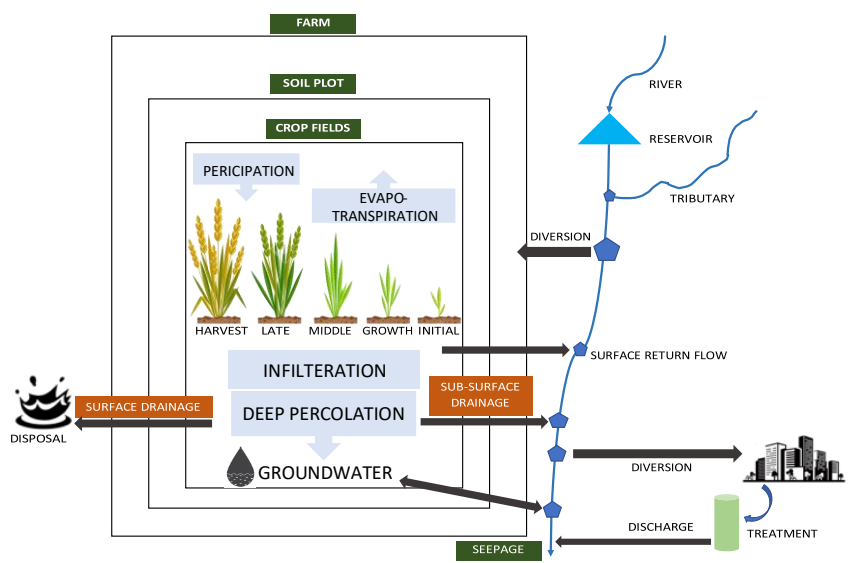 FARM
SOIL PLOT
CROP FIELDS
PERICIPATION
EVAPO-
TRANSPIRATION
HARVEST
LATE
MIDDLE
GROWTH
INITIAL
INFILTERATION
DEEP PERCOLATION
GROUNDWATER
SURFACE DRAINAGE
DISPOSAL
SUB-SURFACE
DRAINAGE
RIVER
RESERVOIR
TRIBUTARY
DIVERSION
SURFACE RETURN FLOW
DIVERSION
DISCHARGE
TREATMENT
SEEPAGE